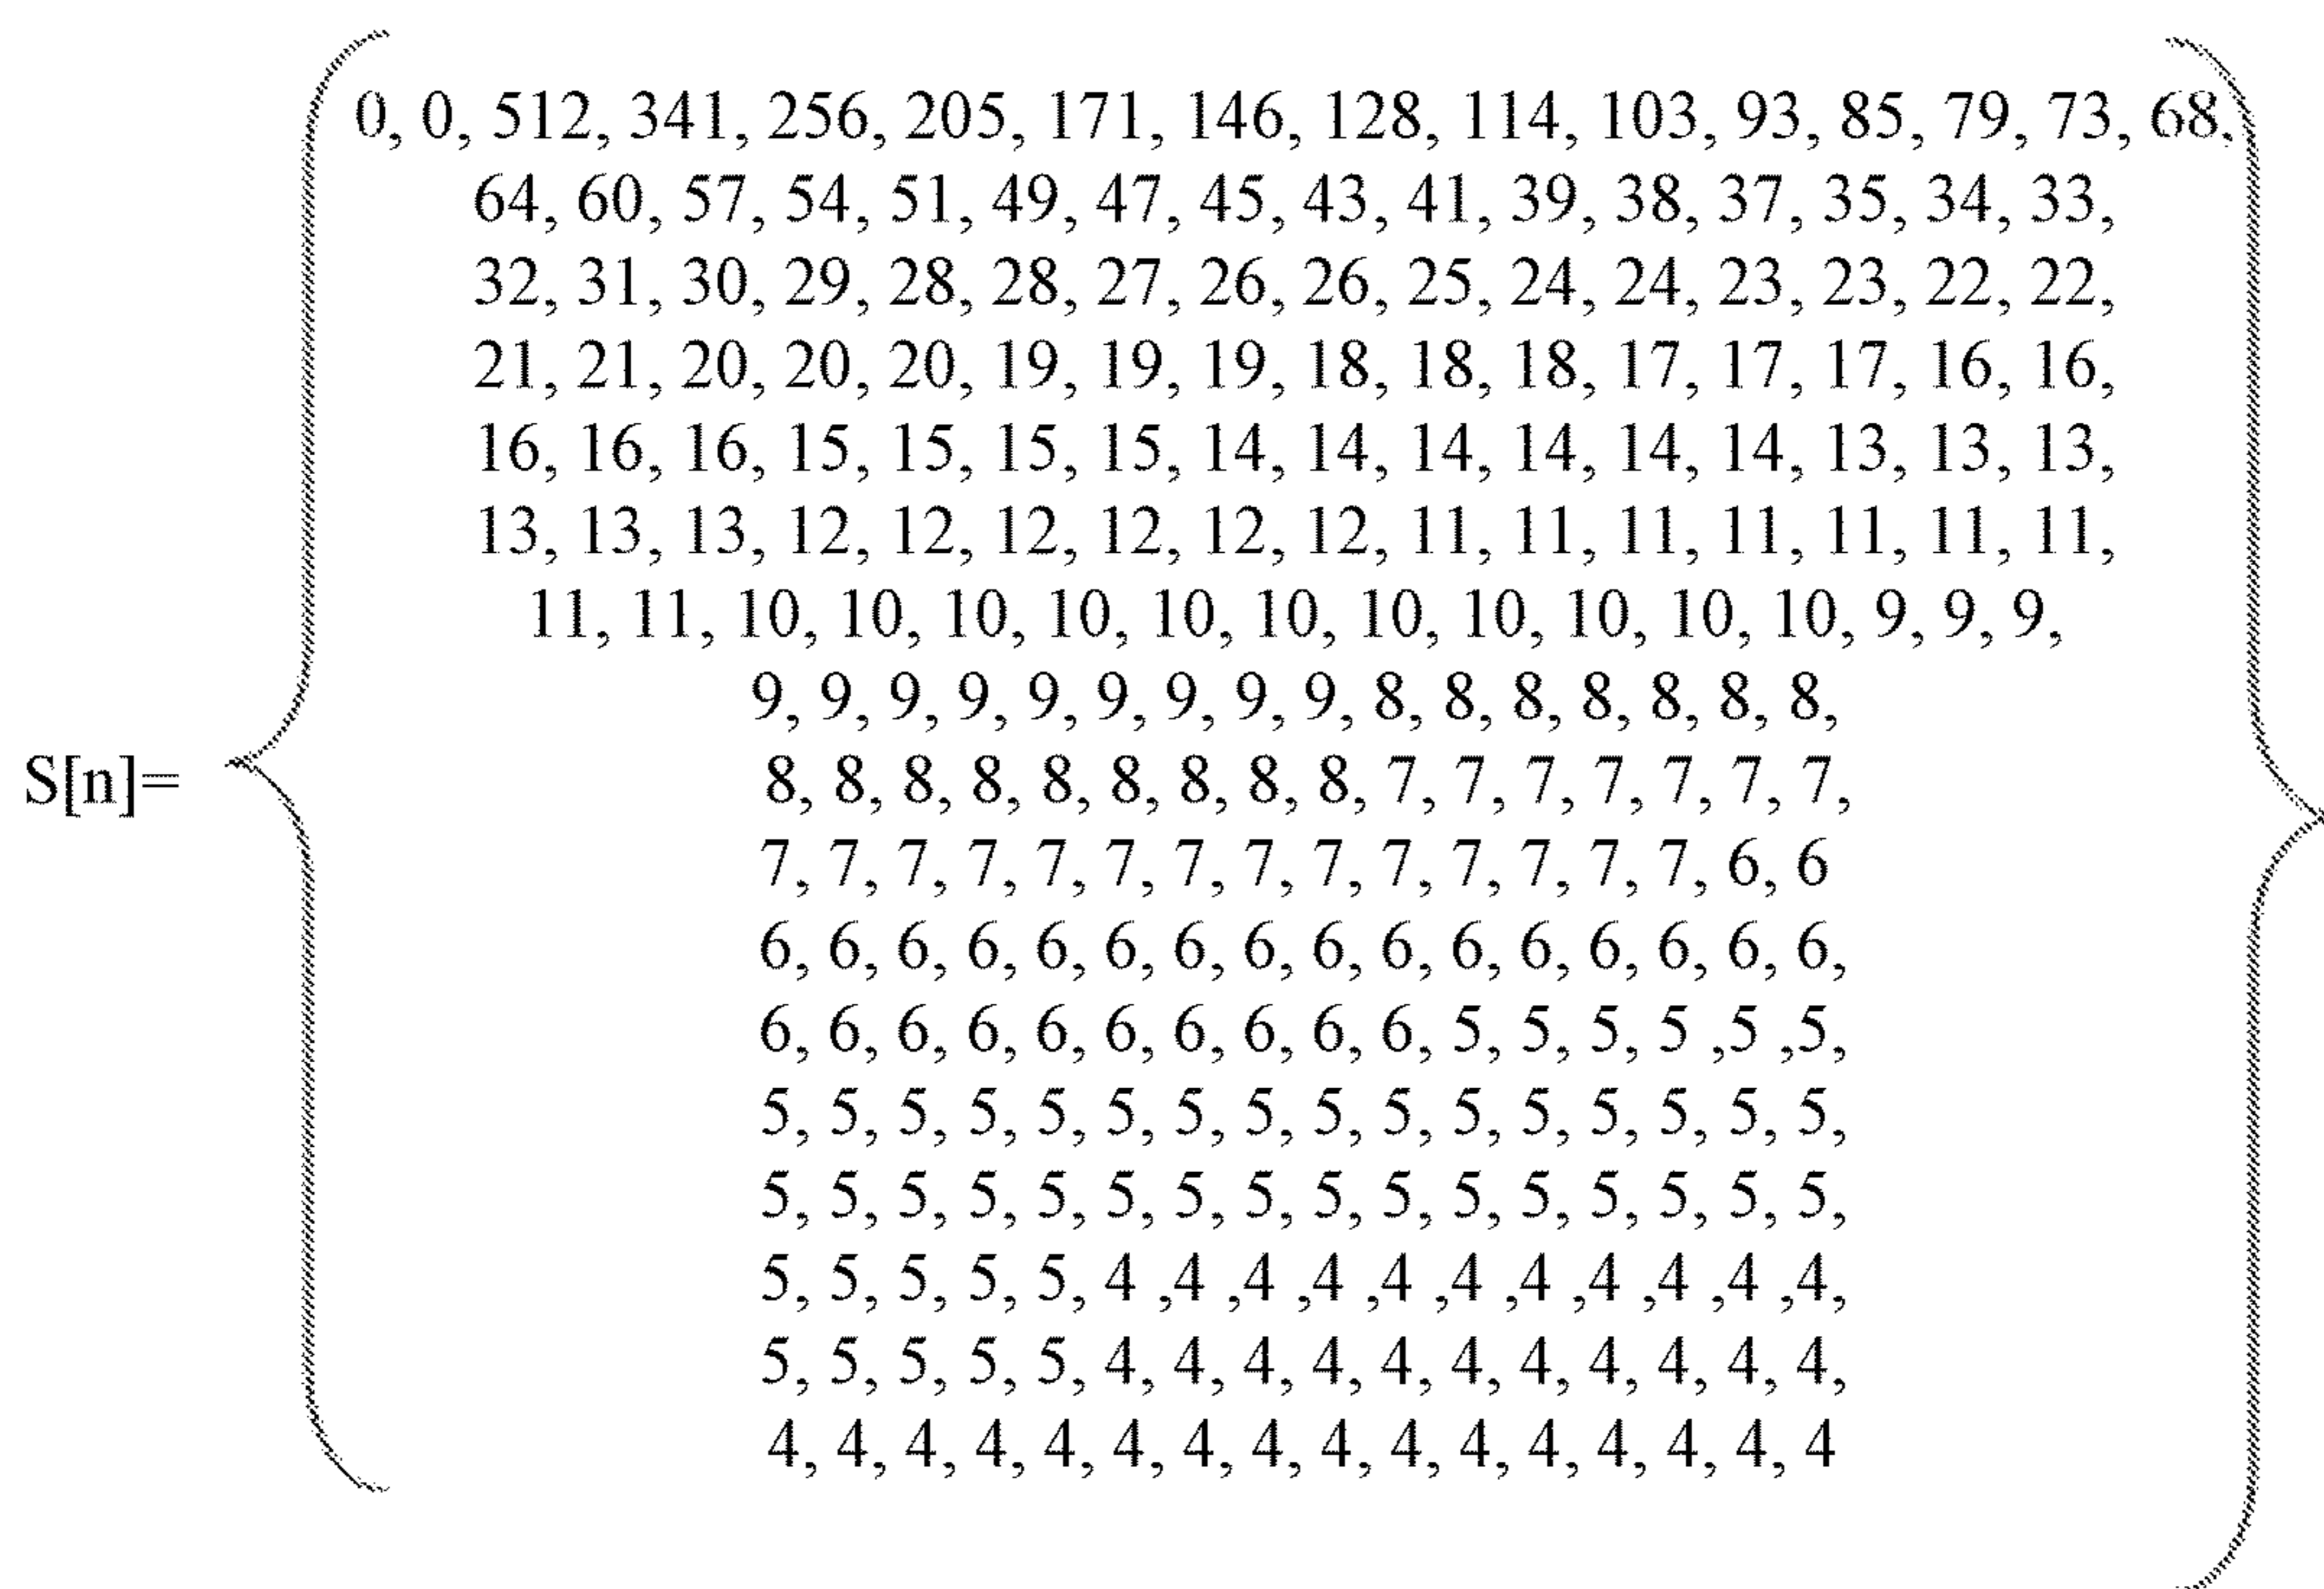 0, 0, 512, 341, 256, 205, 171, 146, 128, 114, 103, 93, 85, 79, 73, 68,
64, 60, 57, 54, 51, 49, 47, 45, 43, 41, 39, 38, 37, 35, 34, 33,
32, 31, 30, 29, 28, 28, 27, 26, 26, 25, 24, 24, 23, 23, 22, 22,
21, 21, 20, 20, 20, 19, 19, 19, 18, 18, 18, 17, 17, 17, 16, 16,
16, 16, 16, 15, 15, 15, 15, 14, 14, 14, 14, 14, 14, 13, 13, 13,
13, 13, 13, 12, 12, 12, 12, 12, 12, 11, 11, 11, 11, 11, 11, 11,
11, 11, 10, 10, 10, 10, 10, 10, 10, 10, 10, 10, 10, 9, 9, 9,
9, 9, 9, 9, 9, 9, 9, 9, 9, 8, 8, 8, 8, 8, 8, 8,
S[n]=
8, 8, 8, 8, 8, 8, 8, 8, 8, 7, 7, 7, 7, 7, 7, 7,
7, 7, 7, 7, 7, 7, 7, 7, 7, 7, 7, 7, 7, 7, 6, 6
6, 6, 6, 6, 6, 6, 6, 6, 6, 6, 6, 6, 6, 6, 6, 6,
6, 6, 6, 6, 6, 6, 6, 6, 6, 6, 5, 5, 5, 5 ,5 ,5,
5, 5, 5, 5, 5, 5, 5, 5, 5, 5, 5, 5, 5, 5, 5, 5,
5, 5, 5, 5, 5, 5, 5, 5, 5, 5, 5, 5, 5, 5, 5, 5,
5, 5, 5, 5, 5, 4 ,4 ,4 ,4 ,4 ,4 ,4 ,4 ,4 ,4 ,4,
5, 5, 5, 5, 5, 4, 4, 4, 4, 4, 4, 4, 4, 4, 4, 4,
4, 4, 4, 4, 4, 4, 4, 4, 4, 4, 4, 4, 4, 4, 4, 4